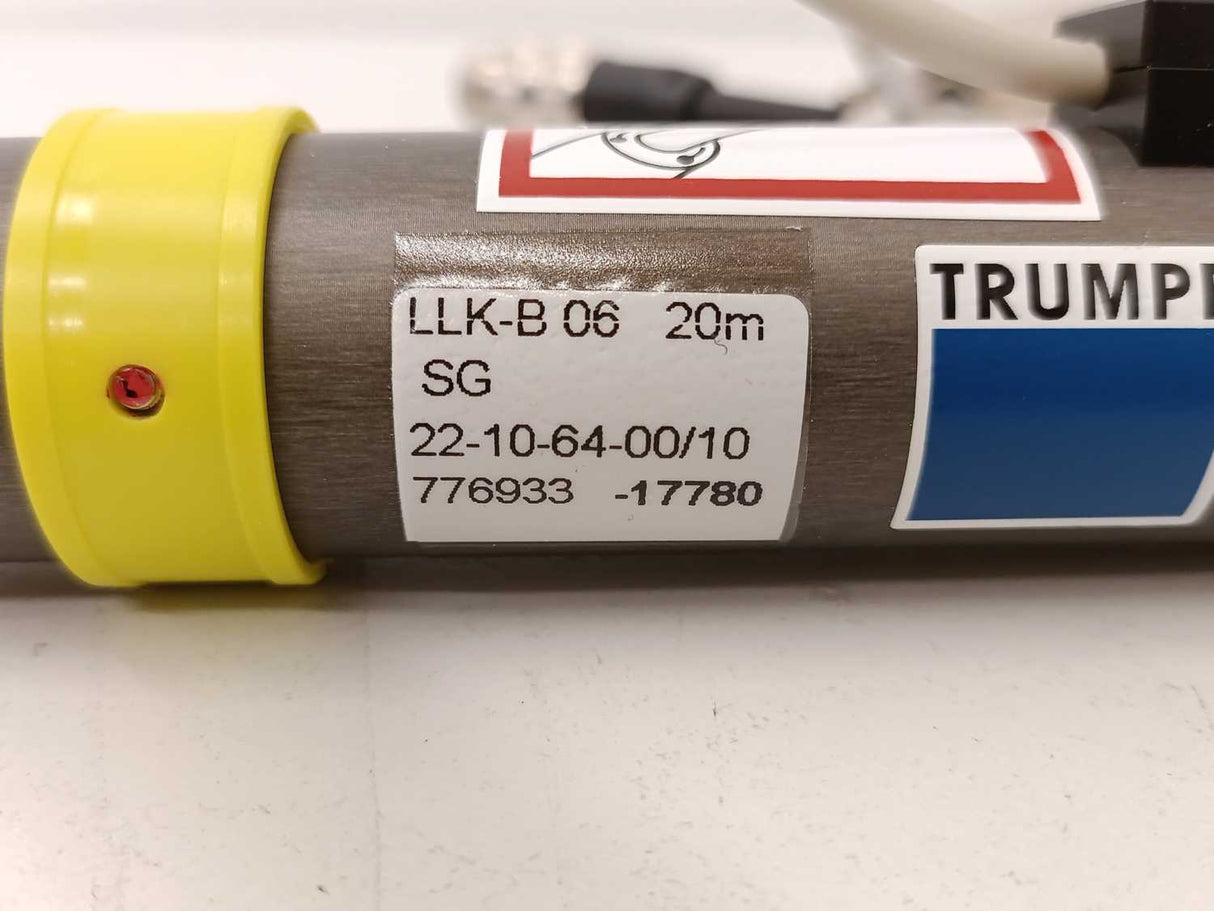 LLK-B 06 20m
SG
22-10-64-00/10
776933 -17780
TRUMPF